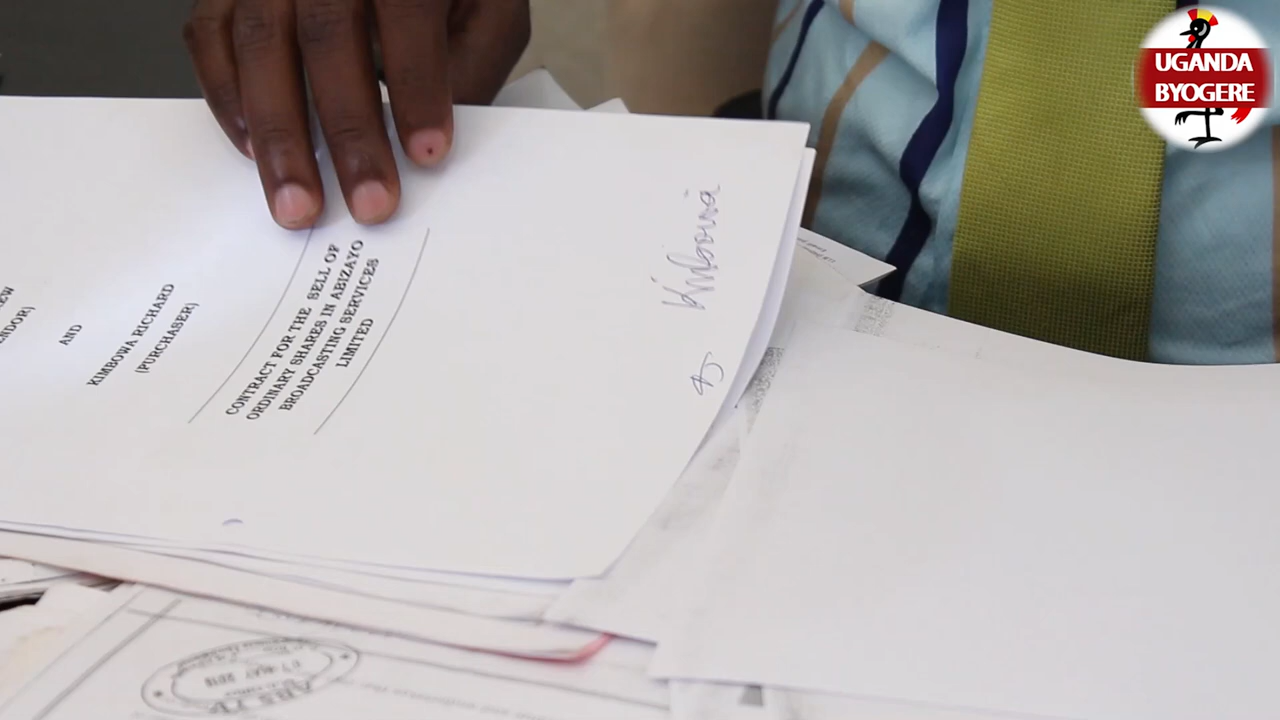 UGANDA
BYOGERE
AND
KIMBOWA RICHARD
(PURCHASER)
CONTRACT FOR THE SELL OF
ORDINARY SHARES IN ABIZAYO
BROADCASTING SERVICES
LIMITED
Kimbowa